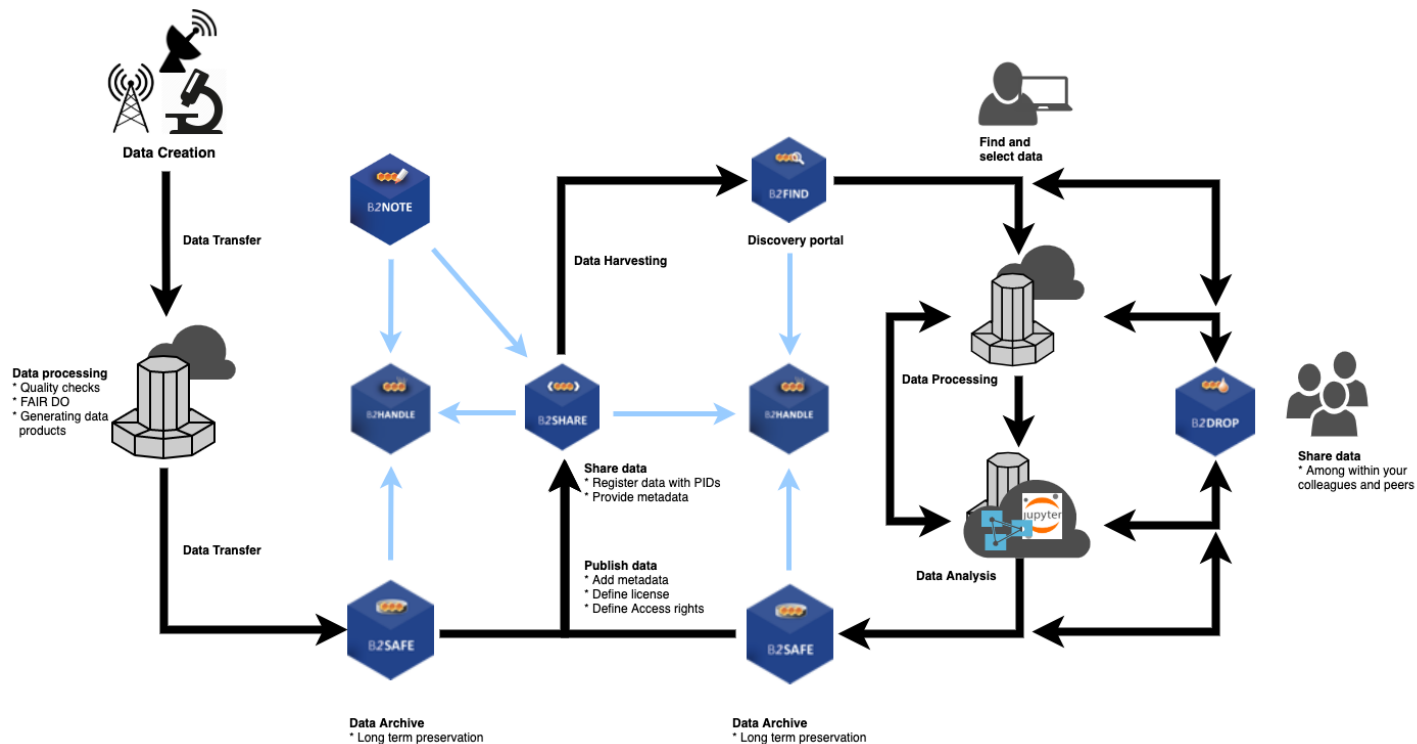 Data Creation
Data Transfer
Data processing
* Quality checks
* FAIR DO
* Generating data
products
Data Transfer
B2NOTE
B2HANDLE
B2SHARE
Share data
* Register data with PIDs
* Provide metadata
Publish data
* Add metadata
* Define license
* Define Access rights
B2SAFE
Data Archive
* Long term preservation
Data Harvesting
B2FIND
Discovery portal
B2HANDLE
B2SAFE
Data Archive
* Long term preservation
Find and
select data
Data Processing
jupyter
Data Analysis
B2DROP
Share data
* Among within your
colleagues and peers